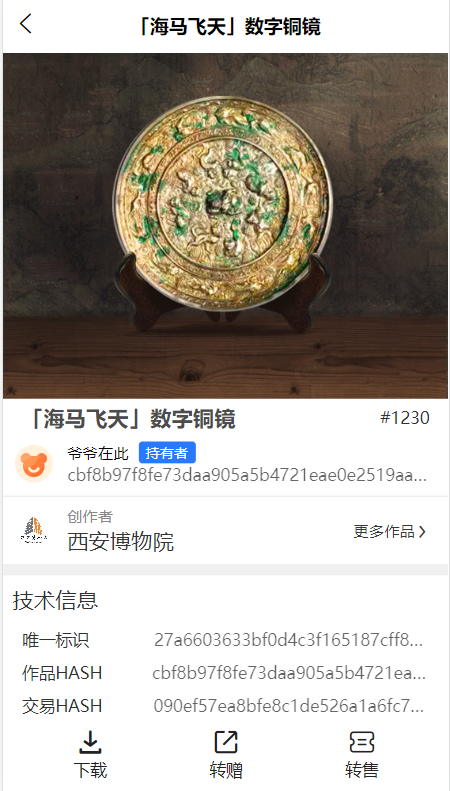 「海马飞天」数字铜镜
「海马飞天」数字铜镜 #1230
爷爷在此 持有者
cbf8b97f8fe73daa905a5b4721eae0e2519aa...
创作者
西安博物院 更多作品
技术信息
唯一标识 27a6603633bf0d4c3f165187cff8...
作品HASH cbf8b97f8fe73daa905a5b4721ea...
交易HASH 090ef57ea8bfe8c1de526a1a6fc7...
下载 转赠 转售